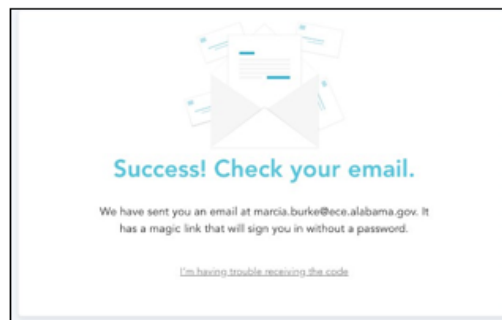 Success! Check your email.
We have sent you an email at marcia.burke@ece.alabama.gov. It
has a magic link that will sign you in without a password.
I'm having trouble receiving the code